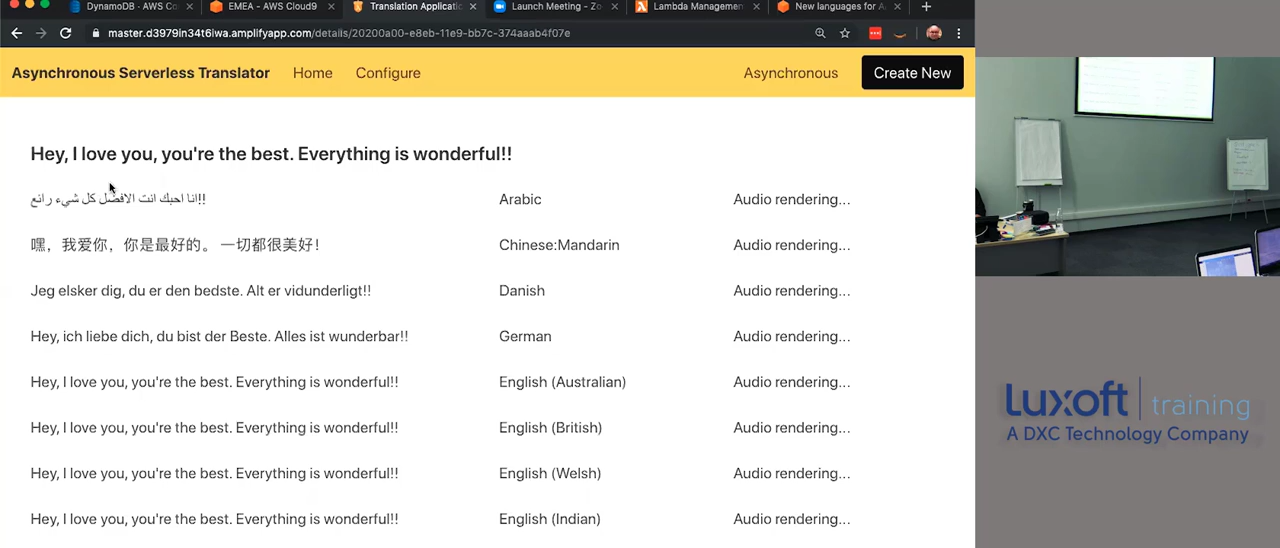 DynamoDB - AWS Co
EMEA - AWS Cloud9
Translation Applicatio
Launch Meeting - Zo
Lambda Managemen
New languages for A
master.d3979in34t6iwa.amplifyapp.com/details/20200a00-e8eb-11e9-bb7c-374aaab4f07e
Asynchronous Serverless Translator Home Configure Asynchronous Create New
Hey, I love you, you're the best. Everything is wonderful!!
انا احبك انت الافضل كل شيء رائع!! Arabic Audio rendering...
嘿，我爱你，你是最好的。 一切都很美好！ Chinese:Mandarin Audio rendering...
Jeg elsker dig, du er den bedste. Alt er vidunderligt!! Danish Audio rendering...
Hey, ich liebe dich, du bist der Beste. Alles ist wunderbar!! German Audio rendering...
Hey, I love you, you're the best. Everything is wonderful!! English (Australian) Audio rendering...
Hey, I love you, you're the best. Everything is wonderful!! English (British) Audio rendering...
Hey, I love you, you're the best. Everything is wonderful!! English (Welsh) Audio rendering...
Hey, I love you, you're the best. Everything is wonderful!! English (Indian) Audio rendering...
luxoft training
A DXC Technology Company